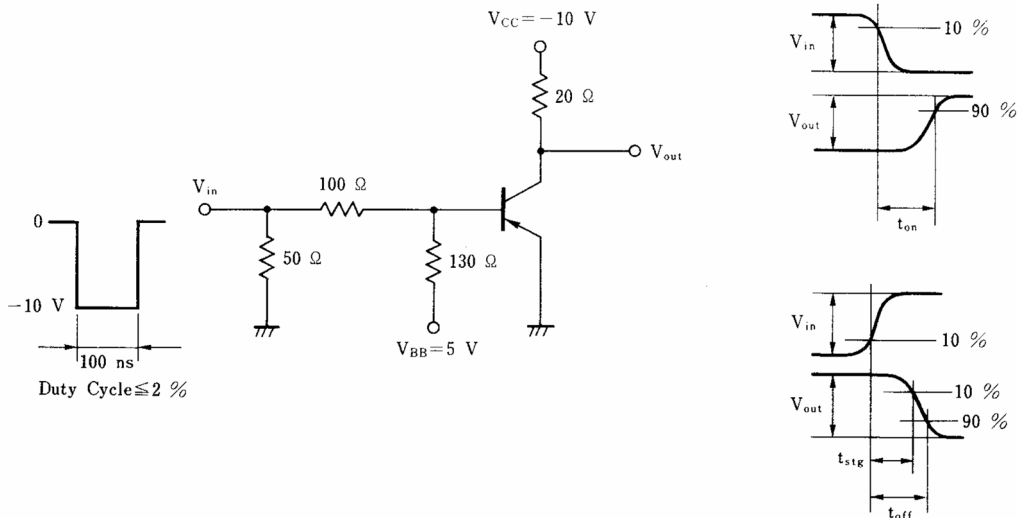 V_CC=−10 V
20 Ω
V_out
100 Ω
V_in
0
50 Ω
130 Ω
−10 V
V_BB=5 V
100 ns
Duty Cycle≦2 %
10 %
V_in
V_out
90 %
t_on
V_in
10 %
10 %
V_out
90 %
t_stg
t_off